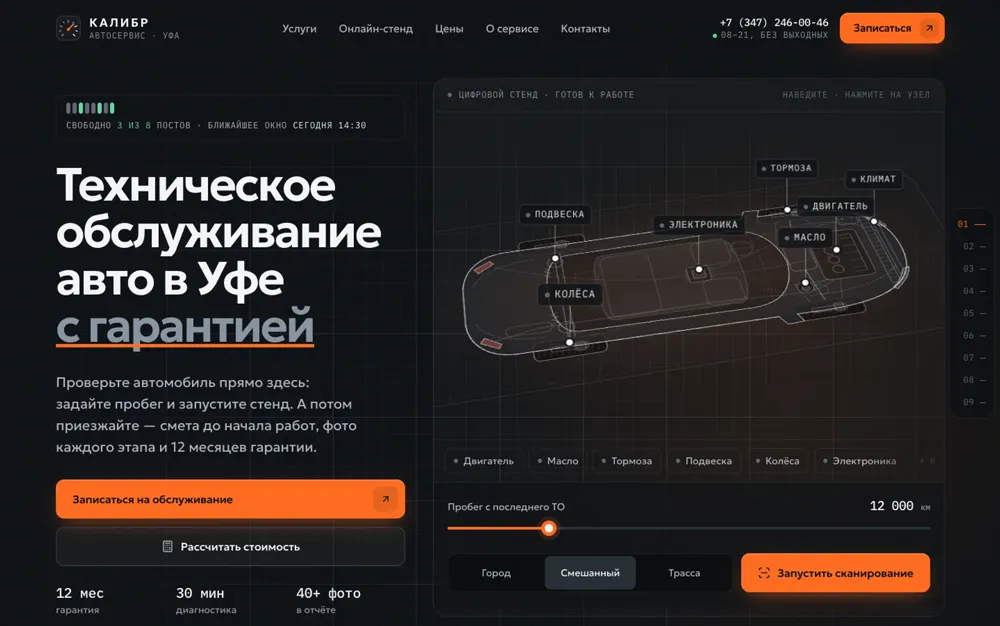 КАЛИБР
АВТОСЕРВИС · УФА
Услуги
Онлайн-стенд
Цены
О сервисе
Контакты
+7 (347) 246-00-46
08–21, БЕЗ ВЫХОДНЫХ
Записаться
СВОБОДНО 3 ИЗ 8 ПОСТОВ · БЛИЖАЙШЕЕ ОКНО СЕГОДНЯ 14:30
Техническое
обслуживание
авто в Уфе
с гарантией
Проверьте автомобиль прямо здесь:
задайте пробег и запустите стенд. А потом
приезжайте — смета до начала работ, фото
каждого этапа и 12 месяцев гарантии.
Записаться на обслуживание
Рассчитать стоимость
12 мес
гарантия
30 мин
диагностика
40+ фото
в отчёте
ЦИФРОВОЙ СТЕНД · ГОТОВ К РАБОТЕ
НАВЕДИТЕ · НАЖМИТЕ НА УЗЕЛ
ТОРМОЗА
КЛИМАТ
ДВИГАТЕЛЬ
ПОДВЕСКА
ЭЛЕКТРОНИКА
МАСЛО
КОЛЁСА
Двигатель
Масло
Тормоза
Подвеска
Колёса
Электроника
К
Пробег с последнего ТО
12 000 км
Город
Смешанный
Трасса
Запустить сканирование
01 —
02 —
03 —
04 —
05 —
06 —
07 —
08 —
09 —